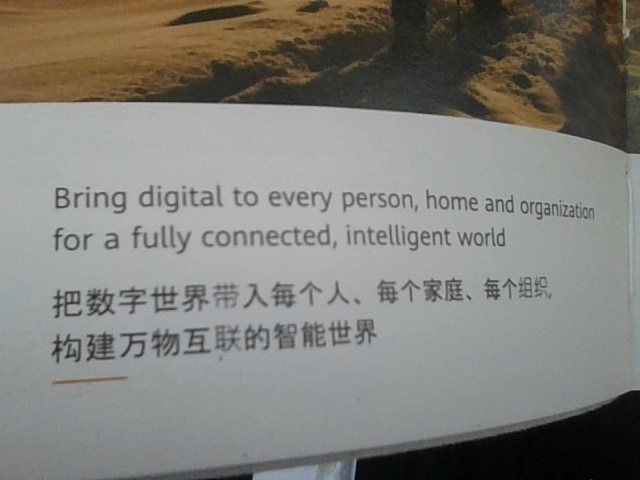 Bring digital to every person, home and organization
for a fully connected, intelligent world
把数字世界带入每个人、每个家庭、每个组织,
构建万物互联的智能世界